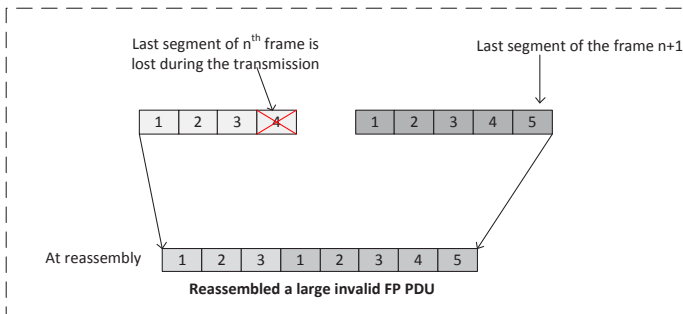 Last segment of nth frame is
lost during the transmission
Last segment of the frame n+1
1 2 3 4
1 2 3 4 5
At reassembly
1 2 3 1 2 3 4 5
Reassembled a large invalid FP PDU